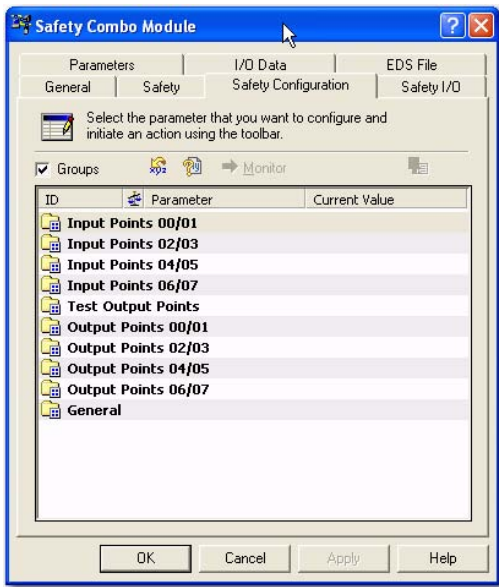 Safety Combo Module
Parameters I/O Data EDS File
General Safety Safety Configuration Safety I/O
Select the parameter that you want to configure and
initiate an action using the toolbar.
Groups Monitor
ID Parameter Current Value
Input Points 00/01
Input Points 02/03
Input Points 04/05
Input Points 06/07
Test Output Points
Output Points 00/01
Output Points 02/03
Output Points 04/05
Output Points 06/07
General
OK Cancel Apply Help